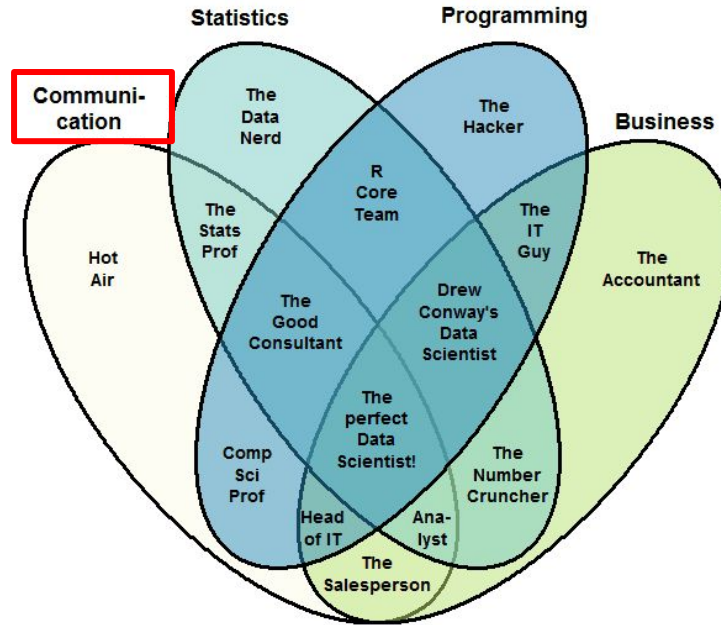 Statistics
Programming
Communi-
cation
Business
The
Data
Nerd
The
Hacker
R
Core
Team
The
Stats
Prof
The
IT
Guy
Hot
Air
The
Accountant
The
Good
Consultant
Drew
Conway's
Data
Scientist
The
perfect
Data
Scientist!
Comp
Sci
Prof
The
Number
Cruncher
Head
of IT
Ana-
lyst
The
Salesperson